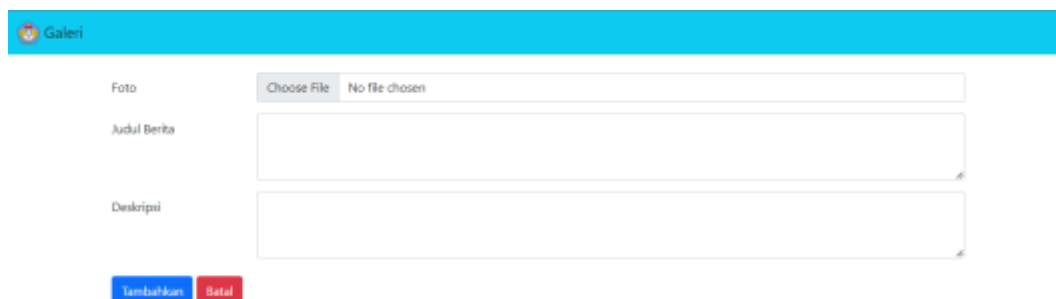 Galeri
Foto Choose File No file chosen
Judul Berita
Deskripsi
Tambahkan Batal